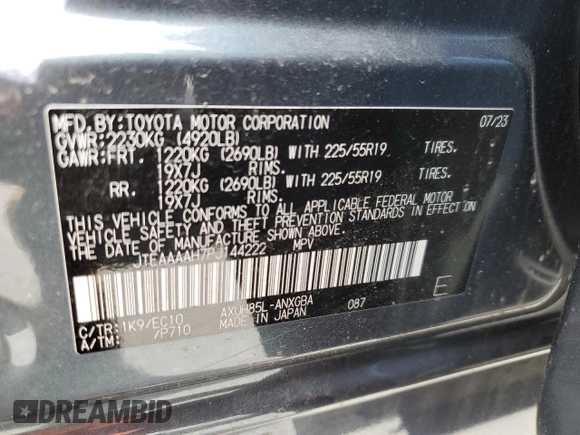 MFD.BY:TOYOTA MOTOR CORPORATION 07/23
GVWR:2230KG (4920LB)
GAWR:FRT. 1220KG (2690LB) WITH 225/55R19 TIRES.
19X7J RIMS.
RR. 1220KG (2690LB) WITH 225/55R19 TIRES.
19X7J RIMS.
THIS VEHICLE CONFORMS TO ALL APPLICABLE FEDERAL MOTOR
VEHICLE SAFETY AND THEFT PREVENTION STANDARDS IN EFFECT ON
THE DATE OF MANUFACTURE SHOWN ABOVE.
JTEAAAAH7PJ144222 MPV
C/TR:1K9/EC10 AXUH85L-ANXGBA 087 E
A/TM: /P710 MADE IN JAPAN
DREAMBID